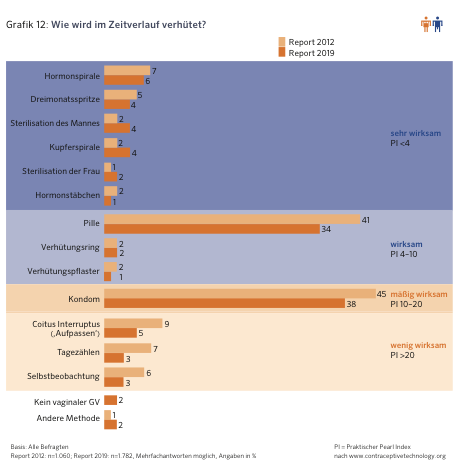 Grafik 12: Wie wird im Zeitverlauf verhütet?
Report 2012
Report 2019
Hormonspirale 7
6
Dreimonatsspritze 5
4
Sterilisation des Mannes 2
4
sehr wirksam
PI <4
Kupferspirale 2
4
Sterilisation der Frau 1
2
Hormonstäbchen 2
1
Pille 41
34
Verhütungsring 2
2
wirksam
PI 4–10
Verhütungspflaster 2
1
Kondom 45
38
mäßig wirksam
PI 10–20
Coitus Interruptus
(„Aufpassen“)
9
5
Tagezählen 7
3
wenig wirksam
PI >20
Selbstbeobachtung 6
3
Kein vaginaler GV 2
Andere Methode 1
2
Basis: Alle Befragten
Report 2012: n=1.060; Report 2019: n=1.782, Mehrfachantworten möglich, Angaben in %
PI = Praktischer Pearl Index
nach www.contraceptivetechnology.org